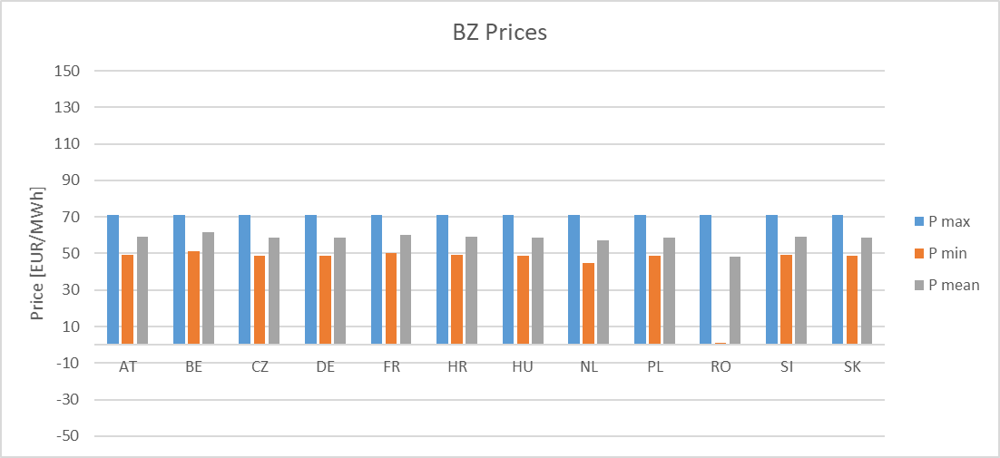 BZ Prices
Price [EUR/MWh]
150
130
110
90
70
50
30
10
-10
-30
-50
AT BE CZ DE FR HR HU NL PL RO SI SK
P max
P min
P mean